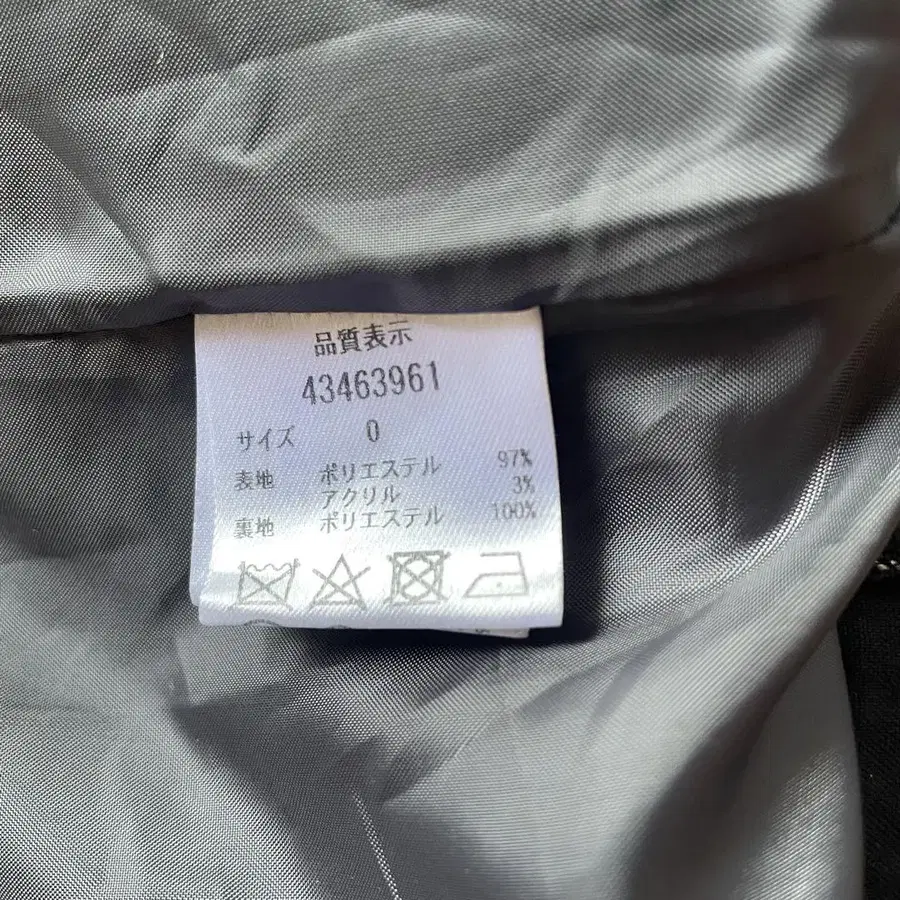 品質表示
43463961
サイズ 0
表地 ポリエステル 97%
アクリル 3%
裏地 ポリエステル 100%